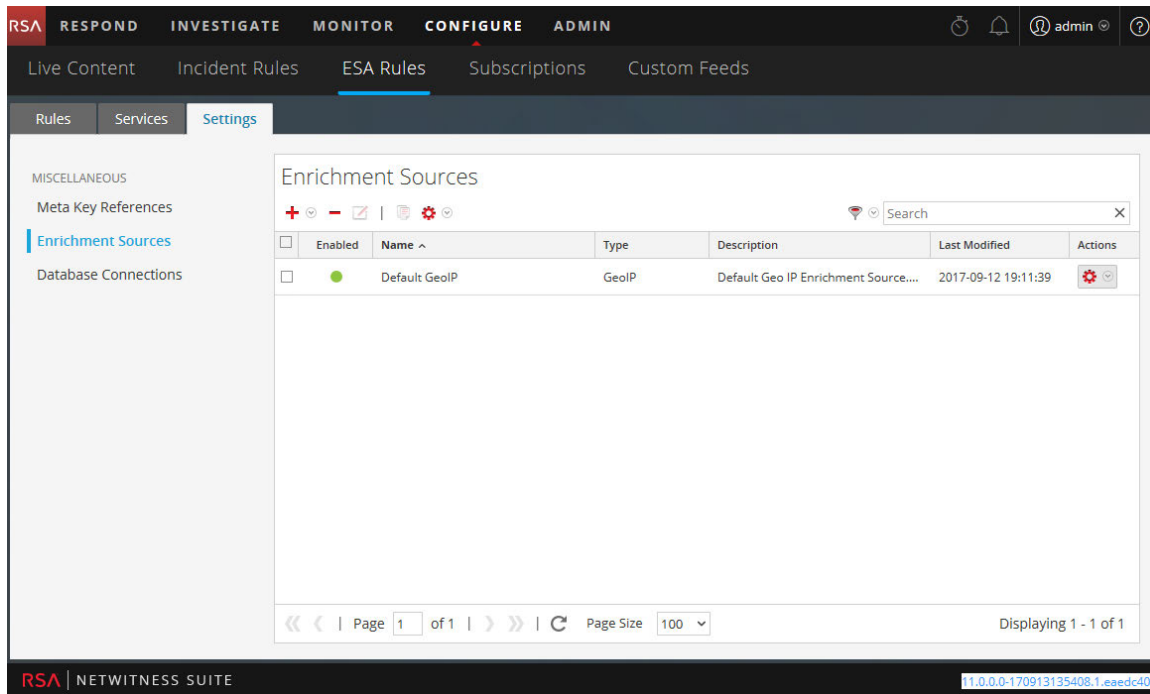 RSA RESPOND INVESTIGATE MONITOR CONFIGURE ADMIN admin ?
Live Content Incident Rules ESA Rules Subscriptions Custom Feeds
Rules Services Settings
MISCELLANEOUS
Meta Key References
Enrichment Sources
Database Connections
Enrichment Sources
Search
Enabled Name Type Description Last Modified Actions
Default GeoIP GeoIP Default Geo IP Enrichment Source.... 2017-09-12 19:11:39
Page 1 of 1 Page Size 100 Displaying 1 - 1 of 1
RSA NETWITNESS SUITE 11.0.0.0-170913135408.1.eaedc40